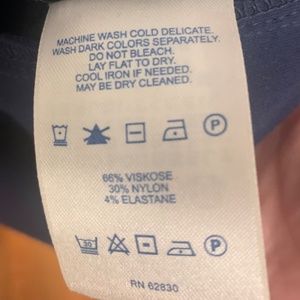 MACHINE WASH COLD DELICATE.
WASH DARK COLORS SEPARATELY.
DO NOT BLEACH.
LAY FLAT TO DRY.
COOL IRON IF NEEDED.
MAY BE DRY CLEANED.
P
66% VISKOSE
30% NYLON
4% ELASTANE
30 P
RN 62830